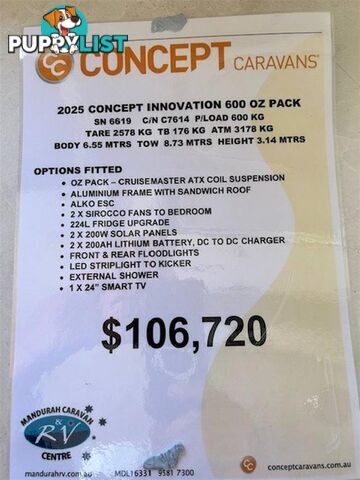 PUPPYLIST
CONCEPT CARAVANS®
2025 CONCEPT INNOVATION 600 OZ PACK
SN 6619 C/N C7614 P/LOAD 600 KG
TARE 2578 KG TB 176 KG ATM 3178 KG
BODY 6.55 MTRS TOW 8.73 MTRS HEIGHT 3.14 MTRS
OPTIONS FITTED
• OZ PACK – CRUISEMASTER ATX COIL SUSPENSION
• ALUMINIUM FRAME WITH SANDWICH ROOF
• ALKO ESC
• 2 X SIROCCO FANS TO BEDROOM
• 224L FRIDGE UPGRADE
• 2 X 200W SOLAR PANELS
• 2 X 200AH LITHIUM BATTERY, DC TO DC CHARGER
• FRONT & REAR FLOODLIGHTS
• LED STRIPLIGHT TO KICKER
• EXTERNAL SHOWER
• 1 X 24" SMART TV
$106,720
MANDURAH CARAVAN
& RV
CENTRE
mandurahrv.com.au MDL16331 9581 7300
conceptcaravans.com.au